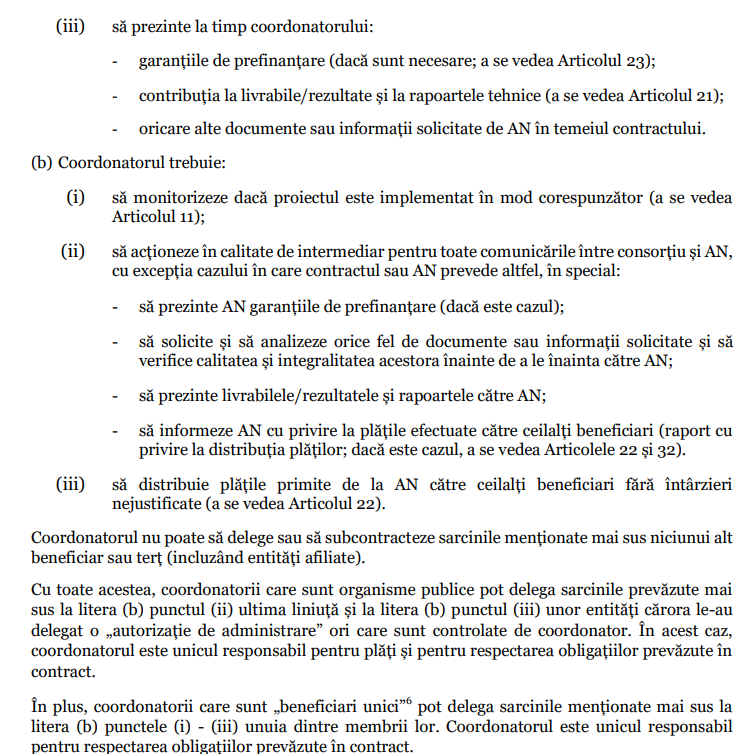 (iii) să prezinte la timp coordonatorului:
- garanțiile de prefinanțare (dacă sunt necesare; a se vedea Articolul 23);
- contribuția la livrabile/rezultate și la rapoartele tehnice (a se vedea Articolul 21);
- oricare alte documente sau informații solicitate de AN în temeiul contractului.
(b) Coordonatorul trebuie:
(i) să monitorizeze dacă proiectul este implementat în mod corespunzător (a se vedea
Articolul 11);
(ii) să acționeze în calitate de intermediar pentru toate comunicările între consorțiu și AN,
cu excepția cazului în care contractul sau AN prevede altfel, în special:
- să prezinte AN garanțiile de prefinanțare (dacă este cazul);
- să solicite și să analizeze orice fel de documente sau informații solicitate și să
verifice calitatea și integralitatea acestora înainte de a le înainta către AN;
- să prezinte livrabilele/rezultatele și rapoartele către AN;
- să informeze AN cu privire la plățile efectuate către ceilalți beneficiari (raport cu
privire la distribuția plăților; dacă este cazul, a se vedea Articolele 22 și 32).
(iii) să distribuie plățile primite de la AN către ceilalți beneficiari fără întârzieri
nejustificate (a se vedea Articolul 22).
Coordonatorul nu poate să delege sau să subcontracteze sarcinile menționate mai sus niciunui alt
beneficiar sau terț (incluzând entități afiliate).
Cu toate acestea, coordonatorii care sunt organisme publice pot delega sarcinile prevăzute mai
sus la litera (b) punctul (ii) ultima liniuță și la litera (b) punctul (iii) unor entități cărora le-au
delegat o „autorizație de administrare” ori care sunt controlate de coordonator. În acest caz,
coordonatorul este unicul responsabil pentru plăți și pentru respectarea obligațiilor prevăzute în
contract.
În plus, coordonatorii care sunt „beneficiari unici”⁶ pot delega sarcinile menționate mai sus la
litera (b) punctele (i) - (iii) unuia dintre membrii lor. Coordonatorul este unicul responsabil
pentru respectarea obligațiilor prevăzute în contract.